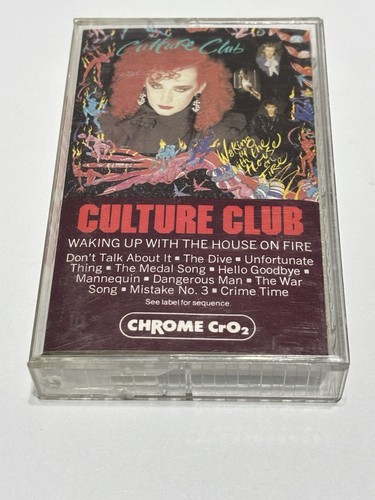 Culture Club
Waking
up
with the
House
on
FIRE
CULTURE CLUB
WAKING UP WITH THE HOUSE ON FIRE
Don't Talk About It ▪ The Dive ▪ Unfortunate
Thing ▪ The Medal Song ▪ Hello Goodbye ▪
Mannequin ▪ Dangerous Man ▪ The War
Song ▪ Mistake No. 3 ▪ Crime Time
See label for sequence.
CHROME CrO₂